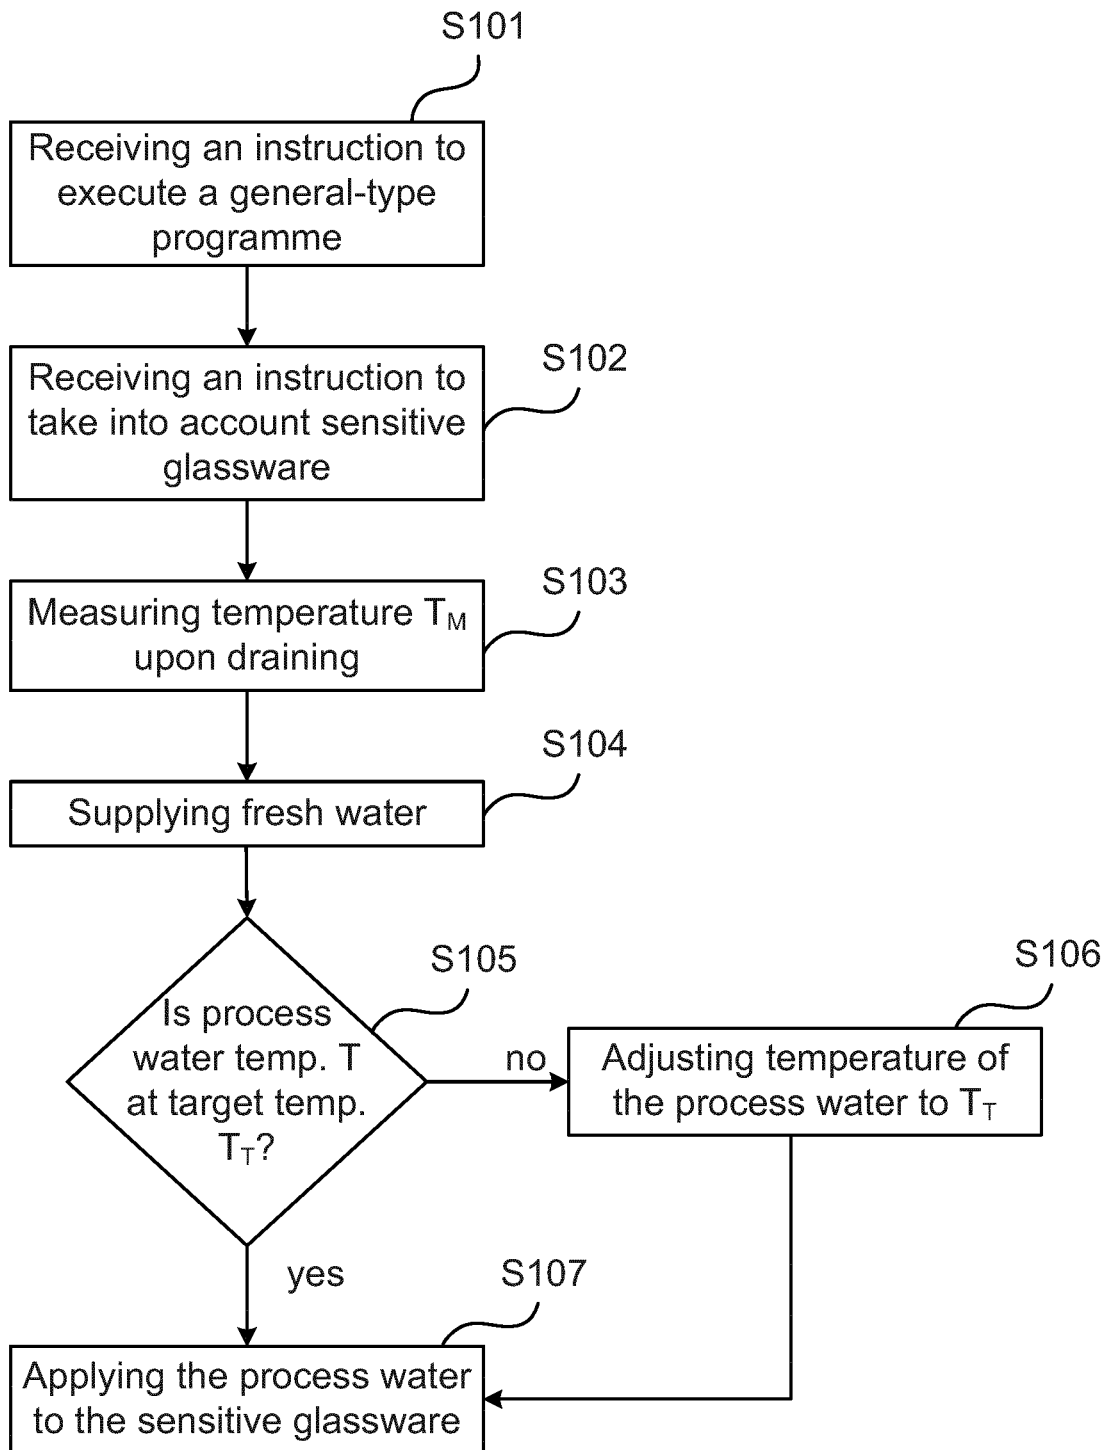 S101
Receiving an instruction to
execute a general-type
programme
S102
Receiving an instruction to
take into account sensitive
glassware
S103
Measuring temperature TM
upon draining
S104
Supplying fresh water
S105
Is process
water temp. T
at target temp.
TT?
no
S106
Adjusting temperature of
the process water to TT
yes
S107
Applying the process water
to the sensitive glassware